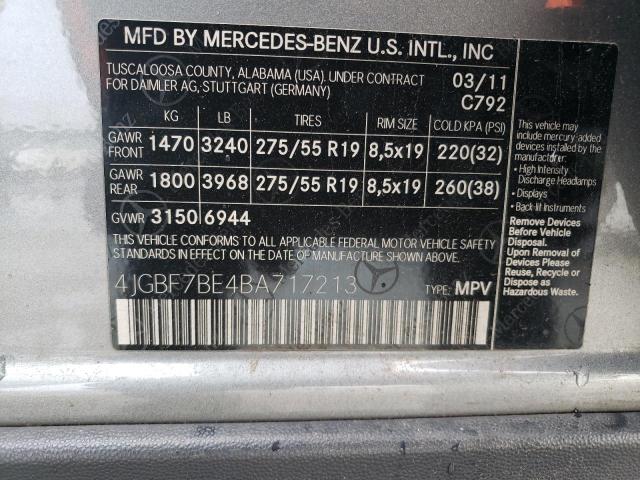 MFD BY MERCEDES-BENZ U.S. INTL., INC
TUSCALOOSA COUNTY, ALABAMA (USA), UNDER CONTRACT
FOR DAIMLER AG, STUTTGART (GERMANY)
03/11
C792
KG LB TIRES RIM SIZE COLD KPA (PSI)
GAWR FRONT 1470 3240 275/55 R19 8,5x19 220(32)
GAWR REAR 1800 3968 275/55 R19 8,5x19 260(38)
GVWR 3150 6944
THIS VEHICLE CONFORMS TO ALL APPLICABLE FEDERAL MOTOR VEHICLE SAFETY
STANDARDS IN EFFECT ON THE DATE OF MANUFACTURE SHOWN ABOVE
4JGBF7BE4BA717213
TYPE: MPV
This vehicle may
include mercury-added
devices installed by the
manufacturer:
• High Intensity
Discharge Headlamps
• Displays
• Back-lit Instruments
Remove Devices
Before Vehicle
Disposal.
Upon Removal of
Devices Please
Reuse, Recycle or
Dispose as
Hazardous Waste.